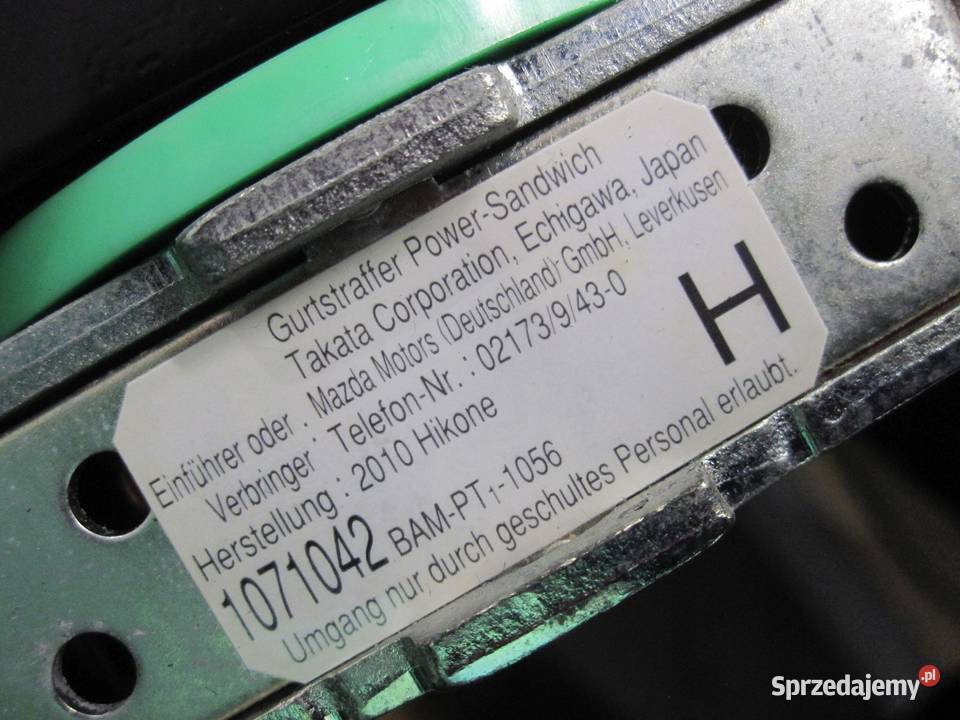 Gurtstraffer Power-Sandwich
Takata Corporation, Echigawa, Japan
Einführer oder : Mazda Motors (Deutschland) GmbH, Leverkusen
Verbringer : Telefon-Nr. : 02173/9/43-0
Herstellung : 2010 Hikone
H
1071042 BAM-PT₁-1056
Umgang nur durch geschultes Personal erlaubt.
Sprzedajemy.pl